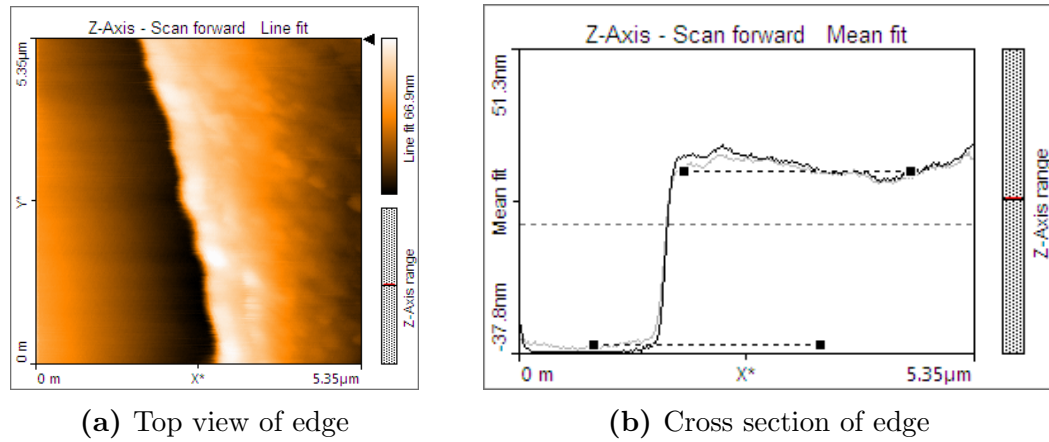 Z-Axis - Scan forward Line fit
5.35µm
Y*
0 m
0 m
X*
5.35µm
Line fit 66.9nm
Z-Axis range
(a) Top view of edge
Z-Axis - Scan forward Mean fit
51.3nm
Mean fit
-37.8nm
0 m
X*
5.35µm
Z-Axis range
(b) Cross section of edge